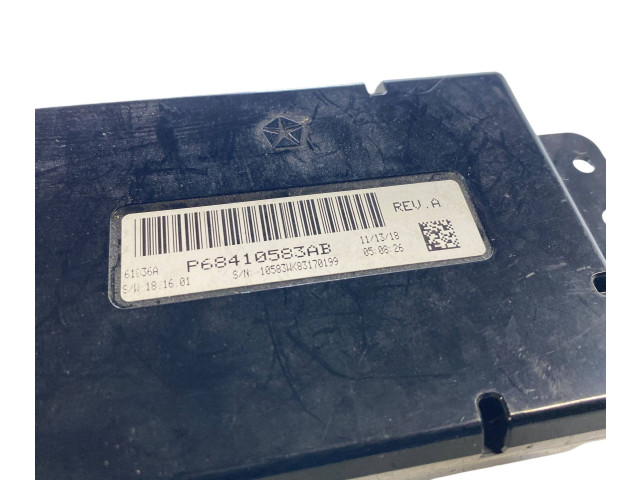 REV.A
P68410583AB
11/13/18
05:08:26
61036A
S/N: 10583WK83170199
S/W:18.16.01